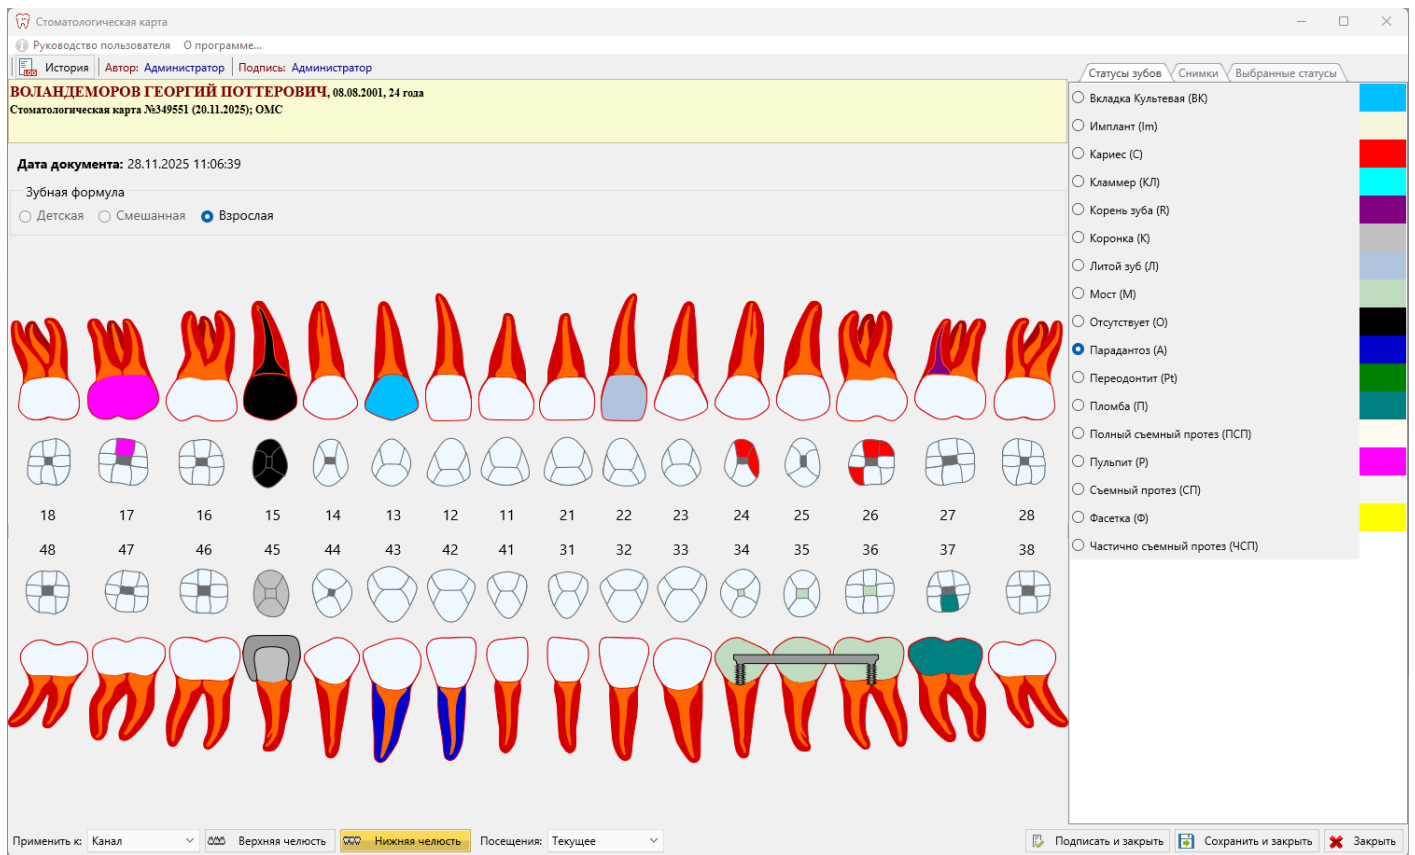 Стоматологическая карта
Руководство пользователя О программе...
История Автор: Администратор Подпись: Администратор
ВОЛАНДЕМОРОВ ГЕОРГИЙ ПОТТЕРОВИЧ, 08.08.2001, 24 года
Стоматологическая карта №349551 (20.11.2025); ОМС
Дата документа: 28.11.2025 11:06:39
Зубная формула
Детская Смешанная Взрослая
18 17 16 15 14 13 12 11 21 22 23 24 25 26 27 28
48 47 46 45 44 43 42 41 31 32 33 34 35 36 37 38
Статусы зубов Снимки Выбранные статусы
Вкладка Культевая (ВК)
Имплант (Im)
Кариес (C)
Кламмер (КЛ)
Корень зуба (R)
Коронка (К)
Литой зуб (Л)
Мост (М)
Отсутствует (О)
Парадантоз (А)
Переодонтит (Pt)
Пломба (П)
Полный съемный протез (ПСП)
Пульпит (Р)
Съемный протез (СП)
Фасетка (Ф)
Частично съемный протез (ЧСП)
Применить к: Канал Верхняя челюсть Нижняя челюсть Посещения: Текущее Подписать и закрыть Сохранить и закрыть Закрыть